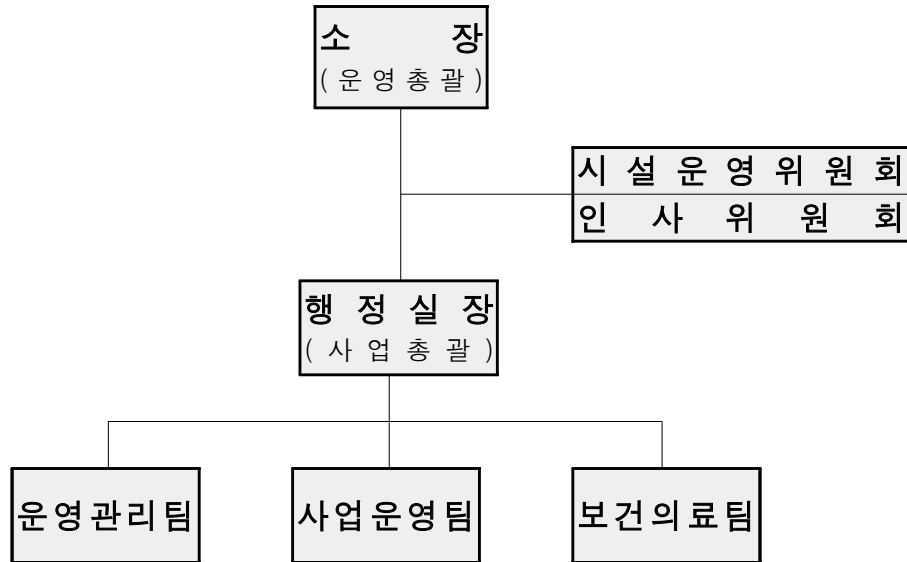 소 장
( 운 영 총 괄 )
시 설 운 영 위 원 회
인 사 위 원 회
행 정 실 장
( 사 업 총 괄 )
운영관리팀
사업운영팀
보건의료팀